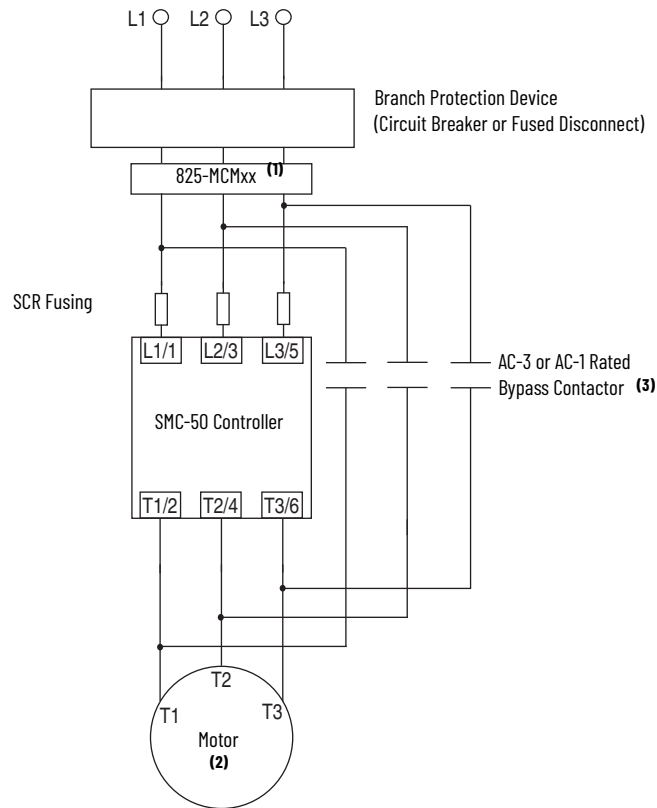 L1 L2 L3
Branch Protection Device
(Circuit Breaker or Fused Disconnect)
825-MCMxx (1)
SCR Fusing
L1/1 L2/3 L3/5
AC-3 or AC-1 Rated
Bypass Contactor (3)
SMC-50 Controller
T1/2 T2/4 T3/6
T2
T1 T3
Motor
(2)